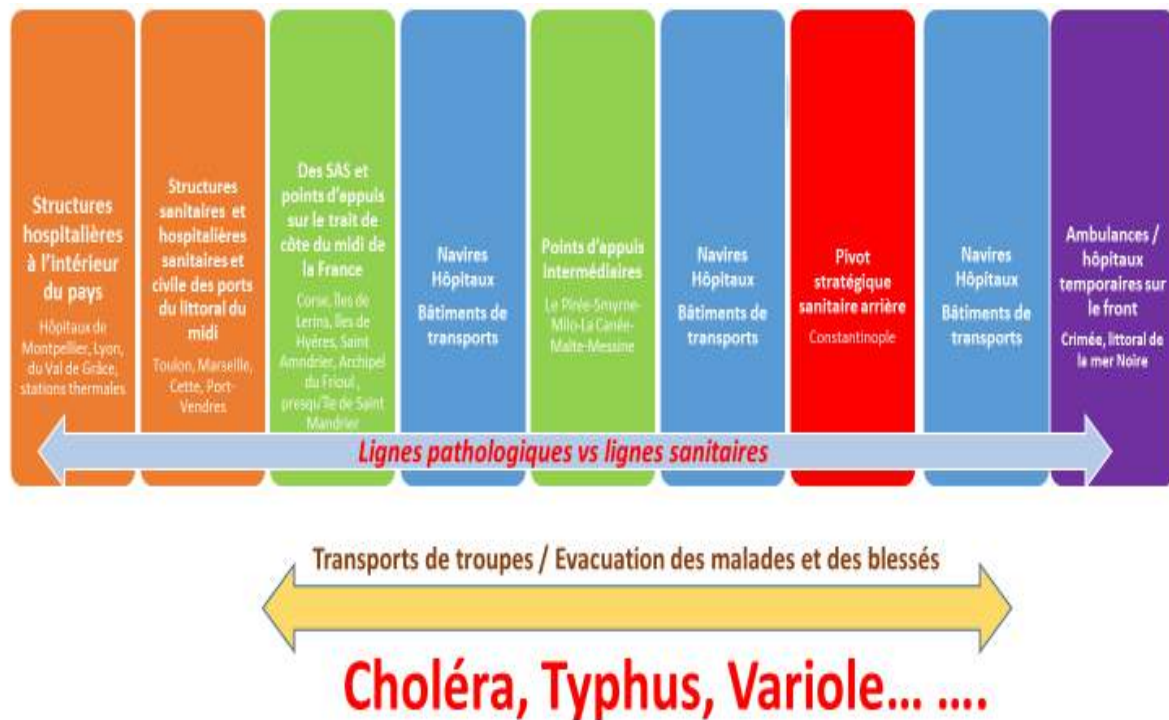 Structures
hospitalières
à l'intérieur
du pays
Hôpitaux de
Montpellier, Lyon,
du Val de Grâce,
stations thermales
Structures
sanitaires et
hospitalières
sanitaires et
civile des ports
du littoral du
midi
Toulon, Marseille,
Cette, Port-
Vendres
Des SAS et
points d'appuis
sur le trait de
côte du midi de
la France
Corse, îles de
Lerins, îles de
Hyères, Saint
Amndrier, Archipel
du Frioul,
presqu'île de Saint
Mandrier
Navires
Hôpitaux
Bâtiments de
transports
Points d'appuis
Intermédiaires
Le Pirée-Smyrne-
Milo-La Canée-
Malte-Messine
Navires
Hôpitaux
Bâtiments de
transports
Pivot
stratégique
sanitaire arrière
Constantinople
Navires
Hôpitaux
Bâtiments de
transports
Ambulances /
hôpitaux
temporaires sur
le front
Crimée, littoral de
la mer Noire
Lignes pathologiques vs lignes sanitaires
Transports de troupes / Evacuation des malades et des blessés
Choléra, Typhus, Variole... ....